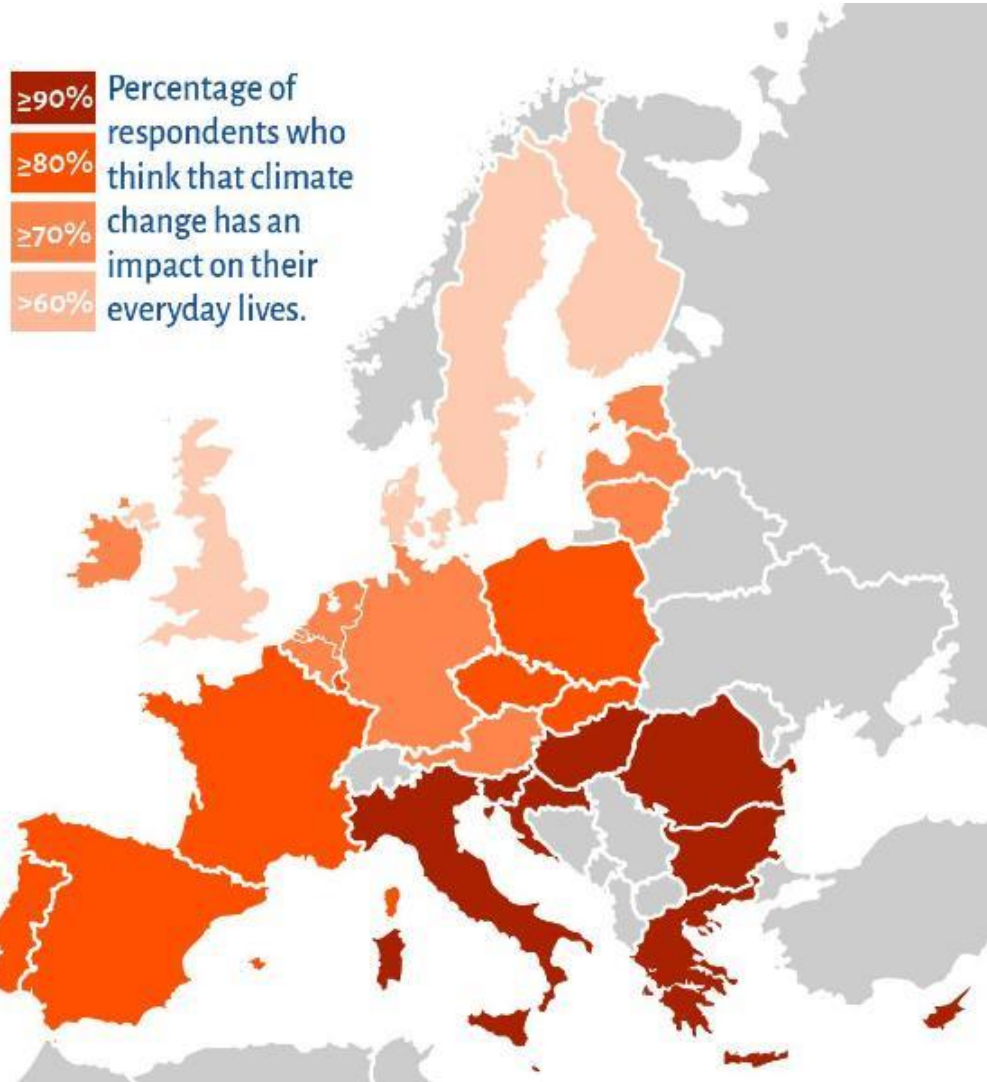 ≥90%
≥80%
≥70%
>60%
Percentage of
respondents who
think that climate
change has an
impact on their
everyday lives.